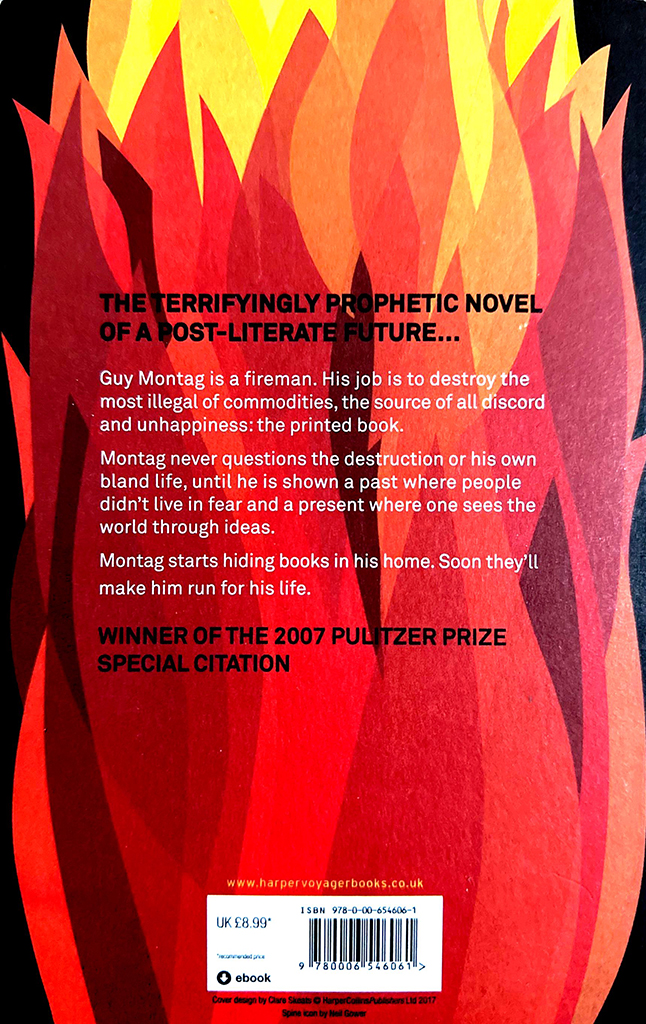 THE TERRIFYINGLY PROPHETIC NOVEL
OF A POST-LITERATE FUTURE...
Guy Montag is a fireman. His job is to destroy the
most illegal of commodities, the source of all discord
and unhappiness: the printed book.
Montag never questions the destruction or his own
bland life, until he is shown a past where people
didn't live in fear and a present where one sees the
world through ideas.
Montag starts hiding books in his home. Soon they'll
make him run for his life.
WINNER OF THE 2007 PULITZER PRIZE
SPECIAL CITATION
www.harpervoyagerbooks.co.uk
UK £8.99*
*recommended price
ebook
ISBN 978-0-00-654606-1
9 780006 546061 >
Cover design by Clare Skeats © HarperCollinsPublishers Ltd 2017
Spine icon by Neil Gower